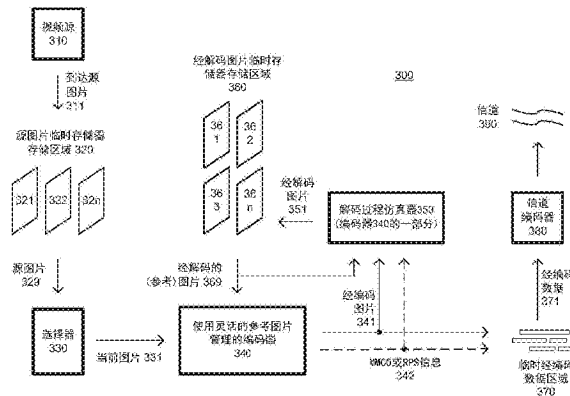 视频源
310
到达源
图片
311
源图片临时存储器
存储区域 320
321
322
32n
源图片
323
选择器
330
当前图片 331
经解码图片临时存
储器存储区域
360
36
1
36
2
36
3
36
n
经解码
图片
351
经解码的
(参考)图片 369
使用灵活的参考图片
管理的编码器
340
300
解码过程仿真器353
(编码器340的一部分)
经编码
图片
341
MMCO或RPS信息
342
信道
390
信道
编码器
380
经编码
数据
371
临时经编码
数据区域
370